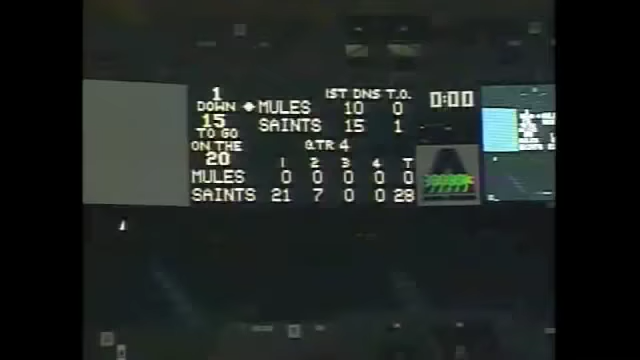 1
DOWN
15
TO GO
ON THE
20
1ST DNS T.O.
MULES 10 0
SAINTS 15 1
QTR 4
1 2 3 4 T
MULES 0 0 0 0 0
SAINTS 21 7 0 0 28
0:00